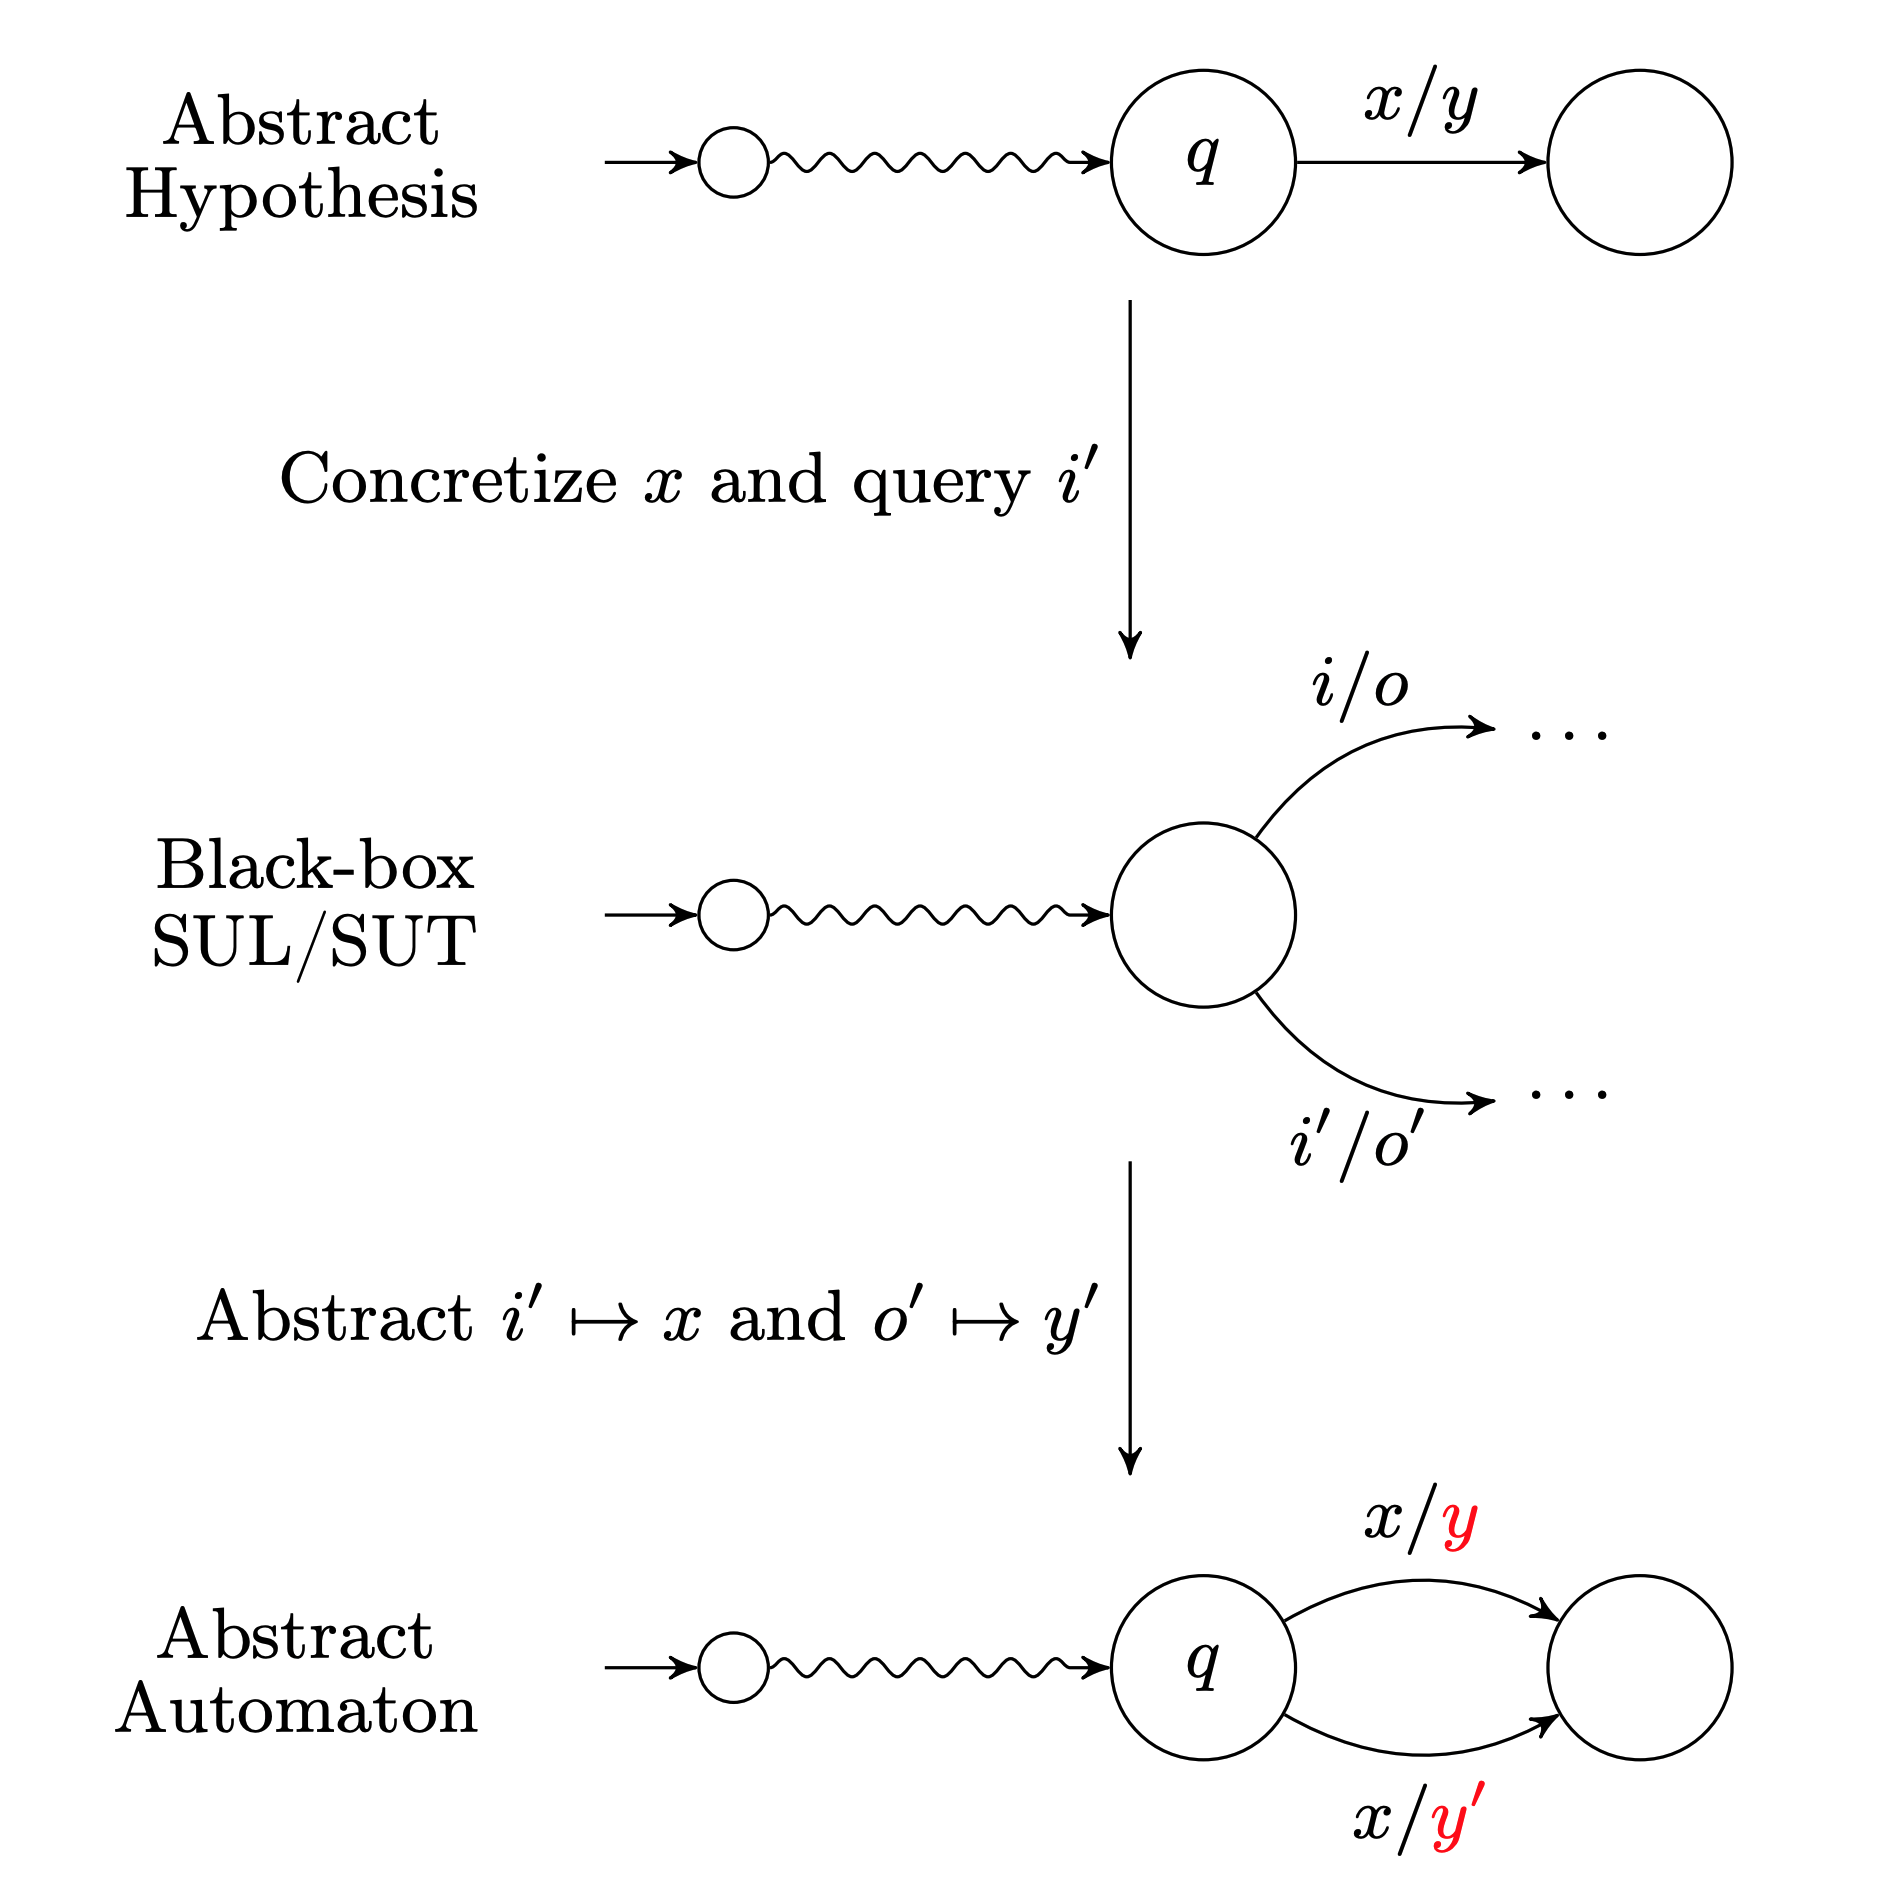 Abstract
Hypothesis
q
x/y
Concretize x and query i′
i/o
...
Black-box
SUL/SUT
...
i′/o′
Abstract i′ ↦ x and o′ ↦ y′
x/y
Abstract
Automaton
q
x/y′